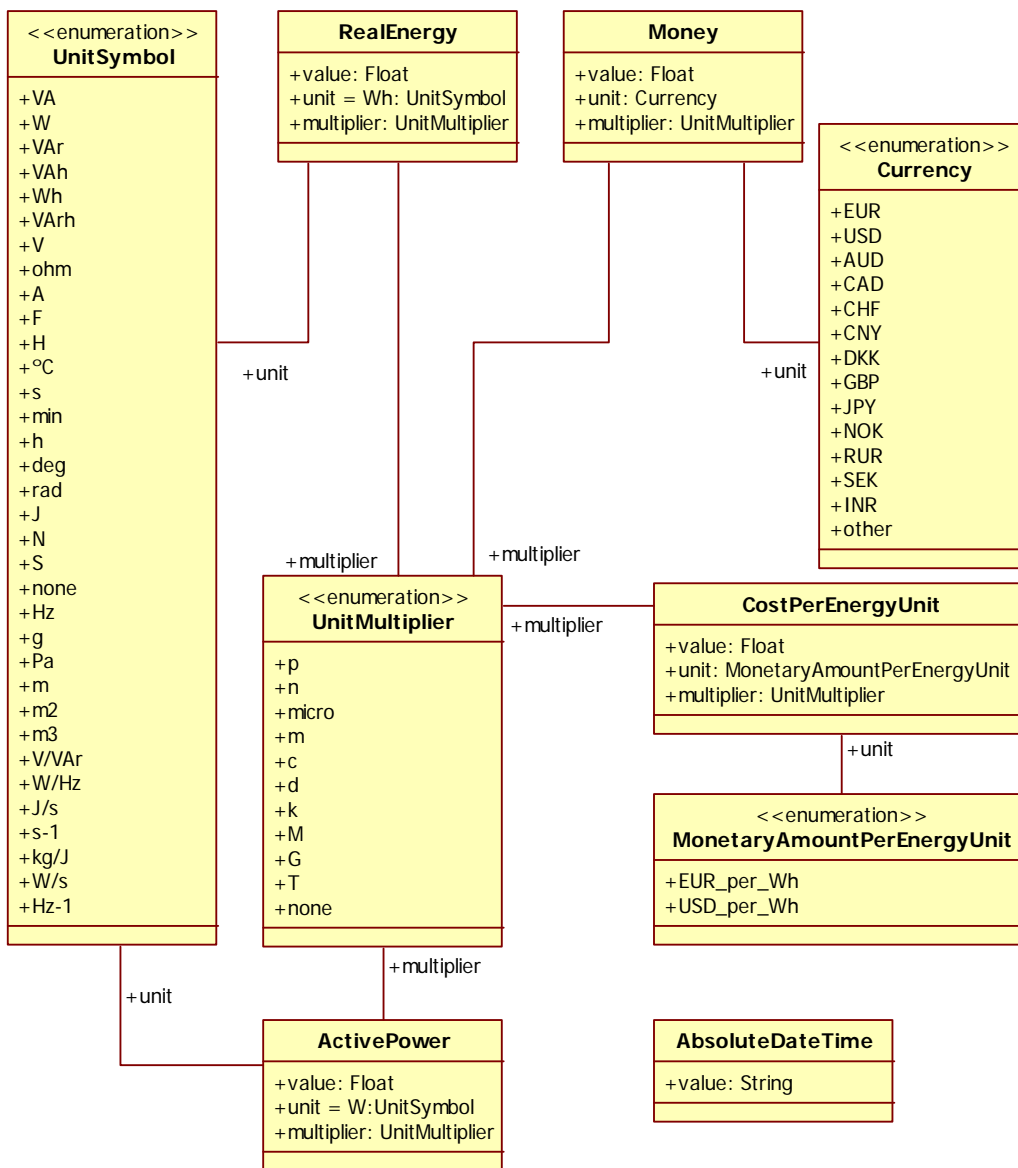 <<enumeration>>
UnitSymbol
+VA
+W
+VAr
+VAh
+Wh
+VArh
+V
+ohm
+A
+F
+H
+ºC
+s
+min
+h
+deg
+rad
+J
+N
+S
+none
+Hz
+g
+Pa
+m
+m2
+m3
+V/VAr
+W/Hz
+J/s
+s-1
+kg/J
+W/s
+Hz-1
RealEnergy
+value: Float
+unit = Wh: UnitSymbol
+multiplier: UnitMultiplier
Money
+value: Float
+unit: Currency
+multiplier: UnitMultiplier
<<enumeration>>
Currency
+EUR
+USD
+AUD
+CAD
+CHF
+CNY
+DKK
+GBP
+JPY
+NOK
+RUR
+SEK
+INR
+other
+unit
+unit
+multiplier
+multiplier
<<enumeration>>
UnitMultiplier
+p
+n
+micro
+m
+c
+d
+k
+M
+G
+T
+none
+multiplier
CostPerEnergyUnit
+value: Float
+unit: MonetaryAmountPerEnergyUnit
+multiplier: UnitMultiplier
+unit
<<enumeration>>
MonetaryAmountPerEnergyUnit
+EUR_per_Wh
+USD_per_Wh
+multiplier
+unit
ActivePower
+value: Float
+unit = W:UnitSymbol
+multiplier: UnitMultiplier
AbsoluteDateTime
+value: String